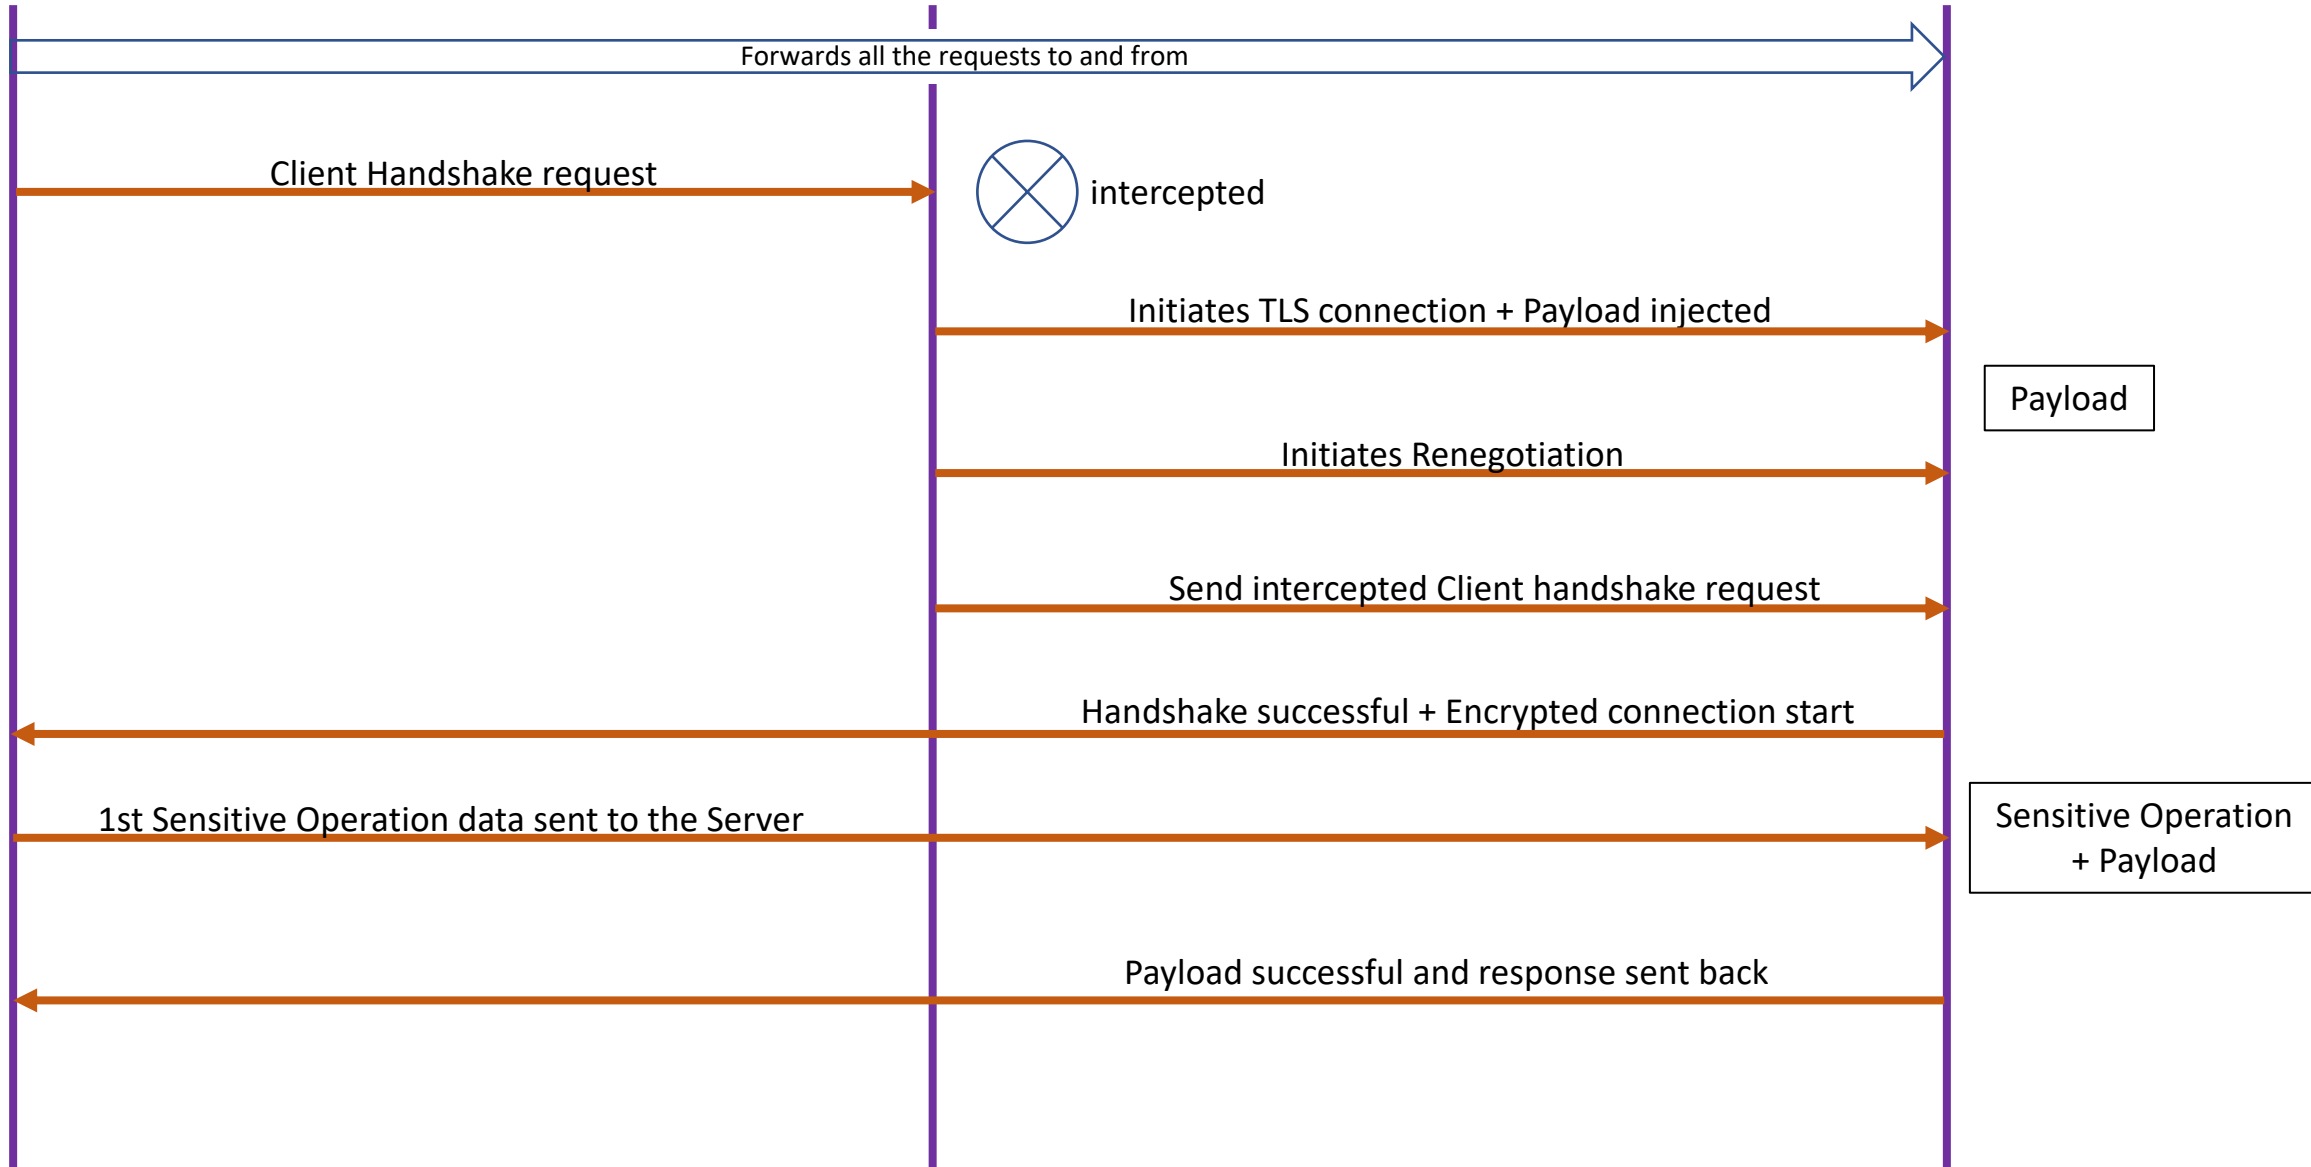 Forwards all the requests to and from
Client Handshake request
intercepted
Initiates TLS connection + Payload injected
Payload
Initiates Renegotiation
Send intercepted Client handshake request
Handshake successful + Encrypted connection start
1st Sensitive Operation data sent to the Server
Sensitive Operation
+ Payload
Payload successful and response sent back